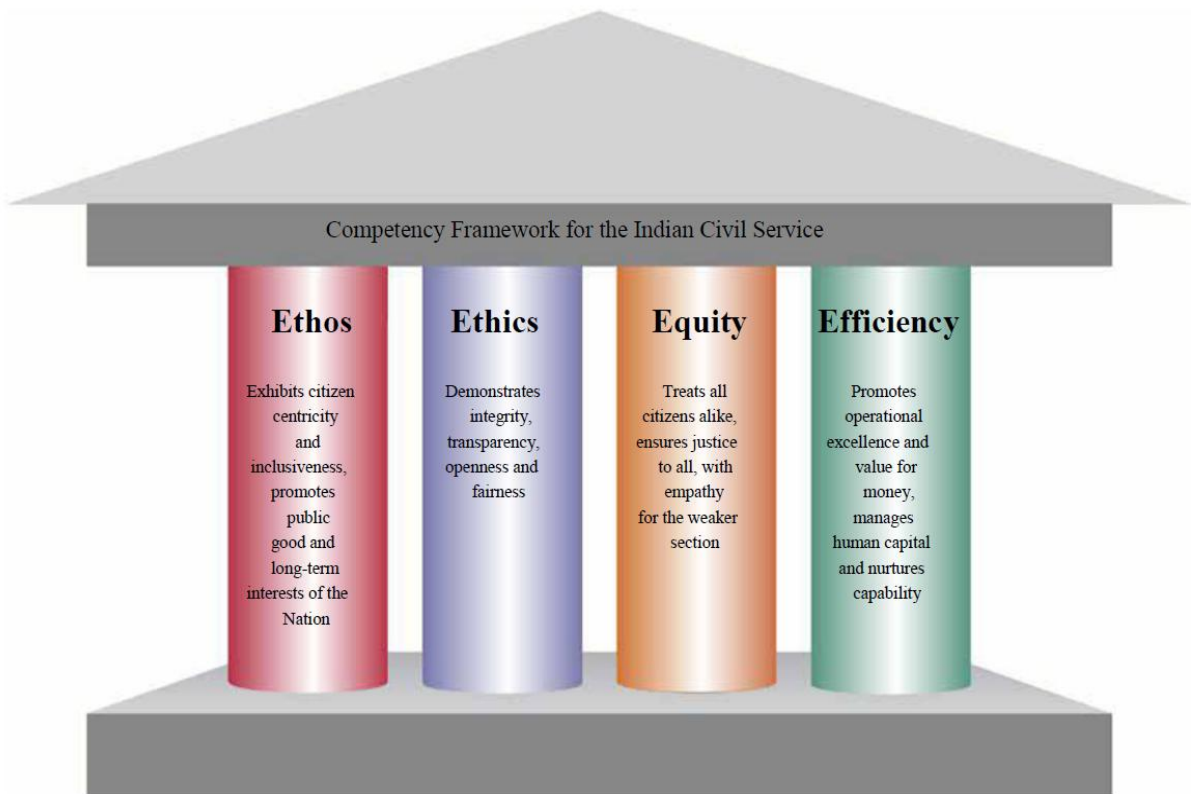 Competency Framework for the Indian Civil Service
Ethos
Exhibits citizen
centricity
and
inclusiveness,
promotes
public
good and
long-term
interests of the
Nation
Ethics
Demonstrates
integrity,
transparency,
openness and
fairness
Equity
Treats all
citizens alike,
ensures justice
to all, with
empathy
for the weaker
section
Efficiency
Promotes
operational
excellence and
value for
money,
manages
human capital
and nurtures
capability